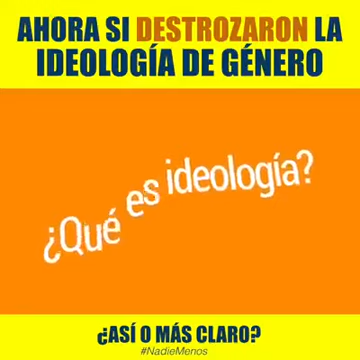 AHORA SI DESTROZARON LA
IDEOLOGÍA DE GÉNERO
¿Qué es ideología?
¿ASÍ O MÁS CLARO?
#NadieMenos